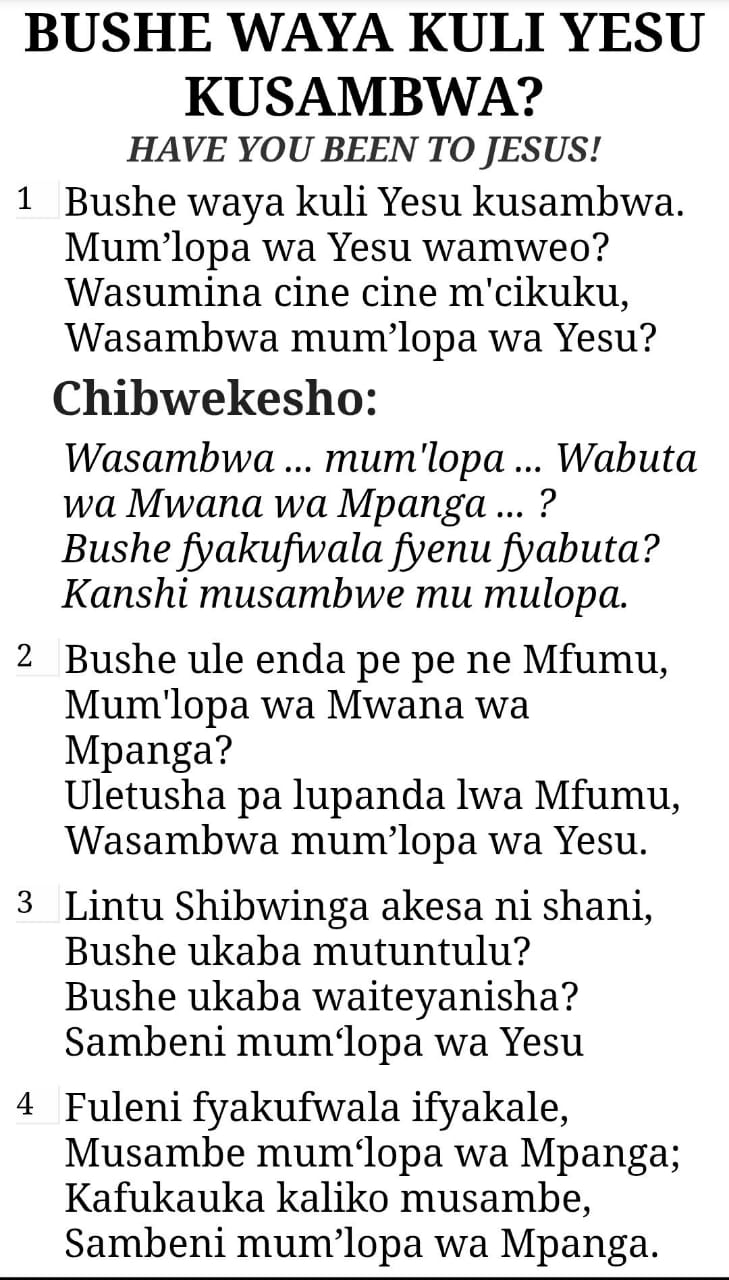 BUSHE WAYA KULI YESU
KUSAMBWA?
HAVE YOU BEEN TO JESUS!
1 Bushe waya kuli Yesu kusambwa.
Mum’lopa wa Yesu wamweo?
Wasumina cine cine m'cikuku,
Wasambwa mum’lopa wa Yesu?
Chibwekesho:
Wasambwa ... mum'lopa ... Wabuta
wa Mwana wa Mpanga ... ?
Bushe fyakufwala fyenu fyabuta?
Kanshi musambwe mu mulopa.
2 Bushe ule enda pe pe ne Mfumu,
Mum'lopa wa Mwana wa
Mpanga?
Uletusha pa lupanda lwa Mfumu,
Wasambwa mum’lopa wa Yesu.
3 Lintu Shibwinga akesa ni shani,
Bushe ukaba mutuntulu?
Bushe ukaba waiteyanisha?
Sambeni mum‘lopa wa Yesu
4 Fuleni fyakufwala ifyakale,
Musambe mum‘lopa wa Mpanga;
Kafukauka kaliko musambe,
Sambeni mum’lopa wa Mpanga.